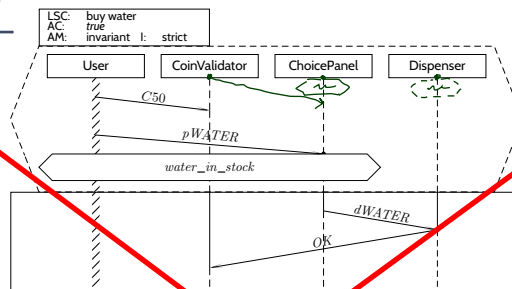 LSC: buy water
AC: true
AM: invariant I: strict
User CoinValidator ChoicePanel Dispenser
C50
pWATER
water_in_stock
dWATER
OK